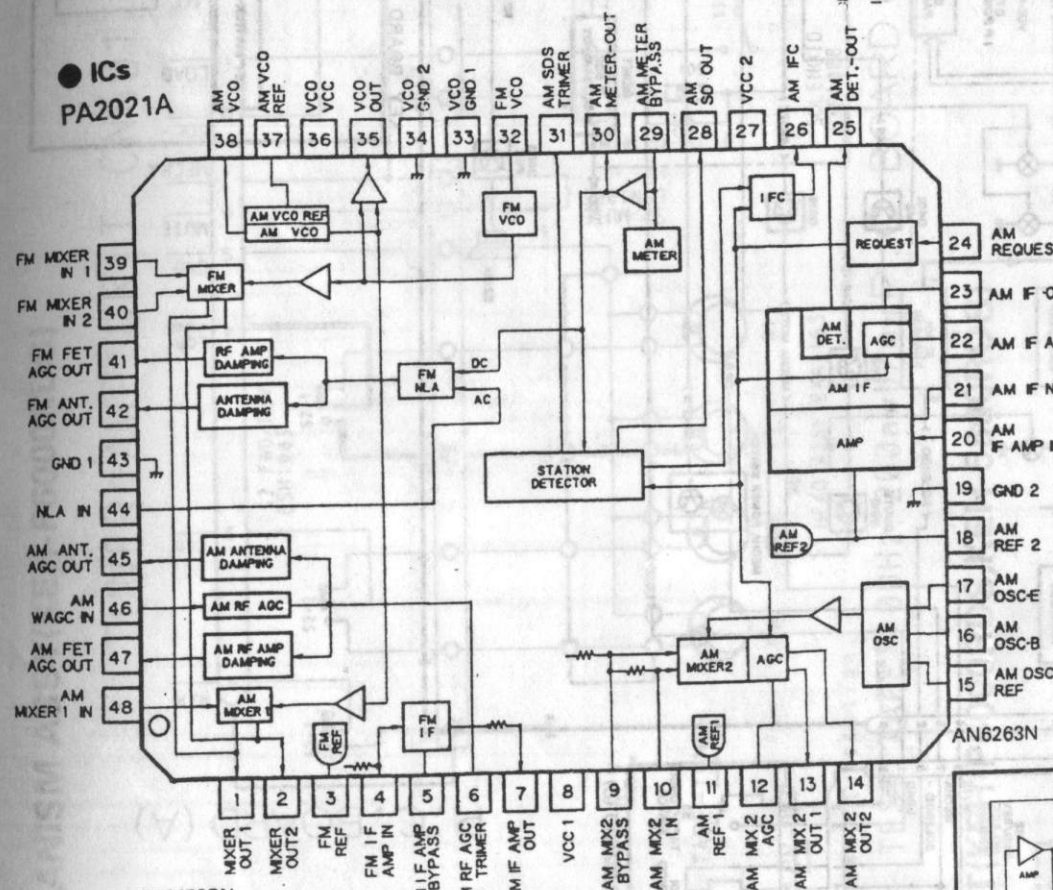 ● ICs
PA2021A
AM VCO
AM VCO REF
VCO VCC
VCO OUT
VCO GND 2
VCO GND 1
FM VCO
AM SDS TRIMER
AM METER-OUT
AM METER BYPASS
AM SD OUT
VCC 2
AM IFC
AM DET.-OUT
38 37 36 35 34 33 32 31 30 29 28 27 26 25
FM MIXER IN 1
39
FM MIXER IN 2
40
FM FET AGC OUT
41
FM ANT. AGC OUT
42
GND 1
43
NLA IN
44
AM ANT. AGC OUT
45
AM WAGC IN
46
AM FET AGC OUT
47
AM MIXER 1 IN
48
AM VCO REF
AM VCO
FM VCO
AM METER
IFC
REQUEST
FM MIXER
RF AMP DAMPING
ANTENNA DAMPING
FM NLA
DC
AC
AM DET.
AGC
AM IF
AMP
STATION DETECTOR
AM REF2
AM ANTENNA DAMPING
AM RF AGC
AM RF AMP DAMPING
AM OSC
AM MIXER2
AGC
AM MIXER 1
FM REF
FM IF
AM REF1
24
AM
REQUES
23
AM IF
22
AM IF A
21
AM IF N
20
AM
IF AMP
19
GND 2
18
AM REF 2
17
AM OSC-E
16
AM OSC-B
15
AM OSC REF
AN6263N
1 2 3 4 5 6 7 8 9 10 11 12 13 14
MIXER OUT 1
MIXER OUT2
FM REF
FM IF AMP IN
IF AMP BYPASS
RF AGC TRIMER
IF AMP OUT
VCC 1
AM MIX2 BYPASS
AM MIX2 IN
AM REF-1
AM MIX.2 AGC
AM MIX.2 OUT 1
AM MIX.2 OUT2
AMP